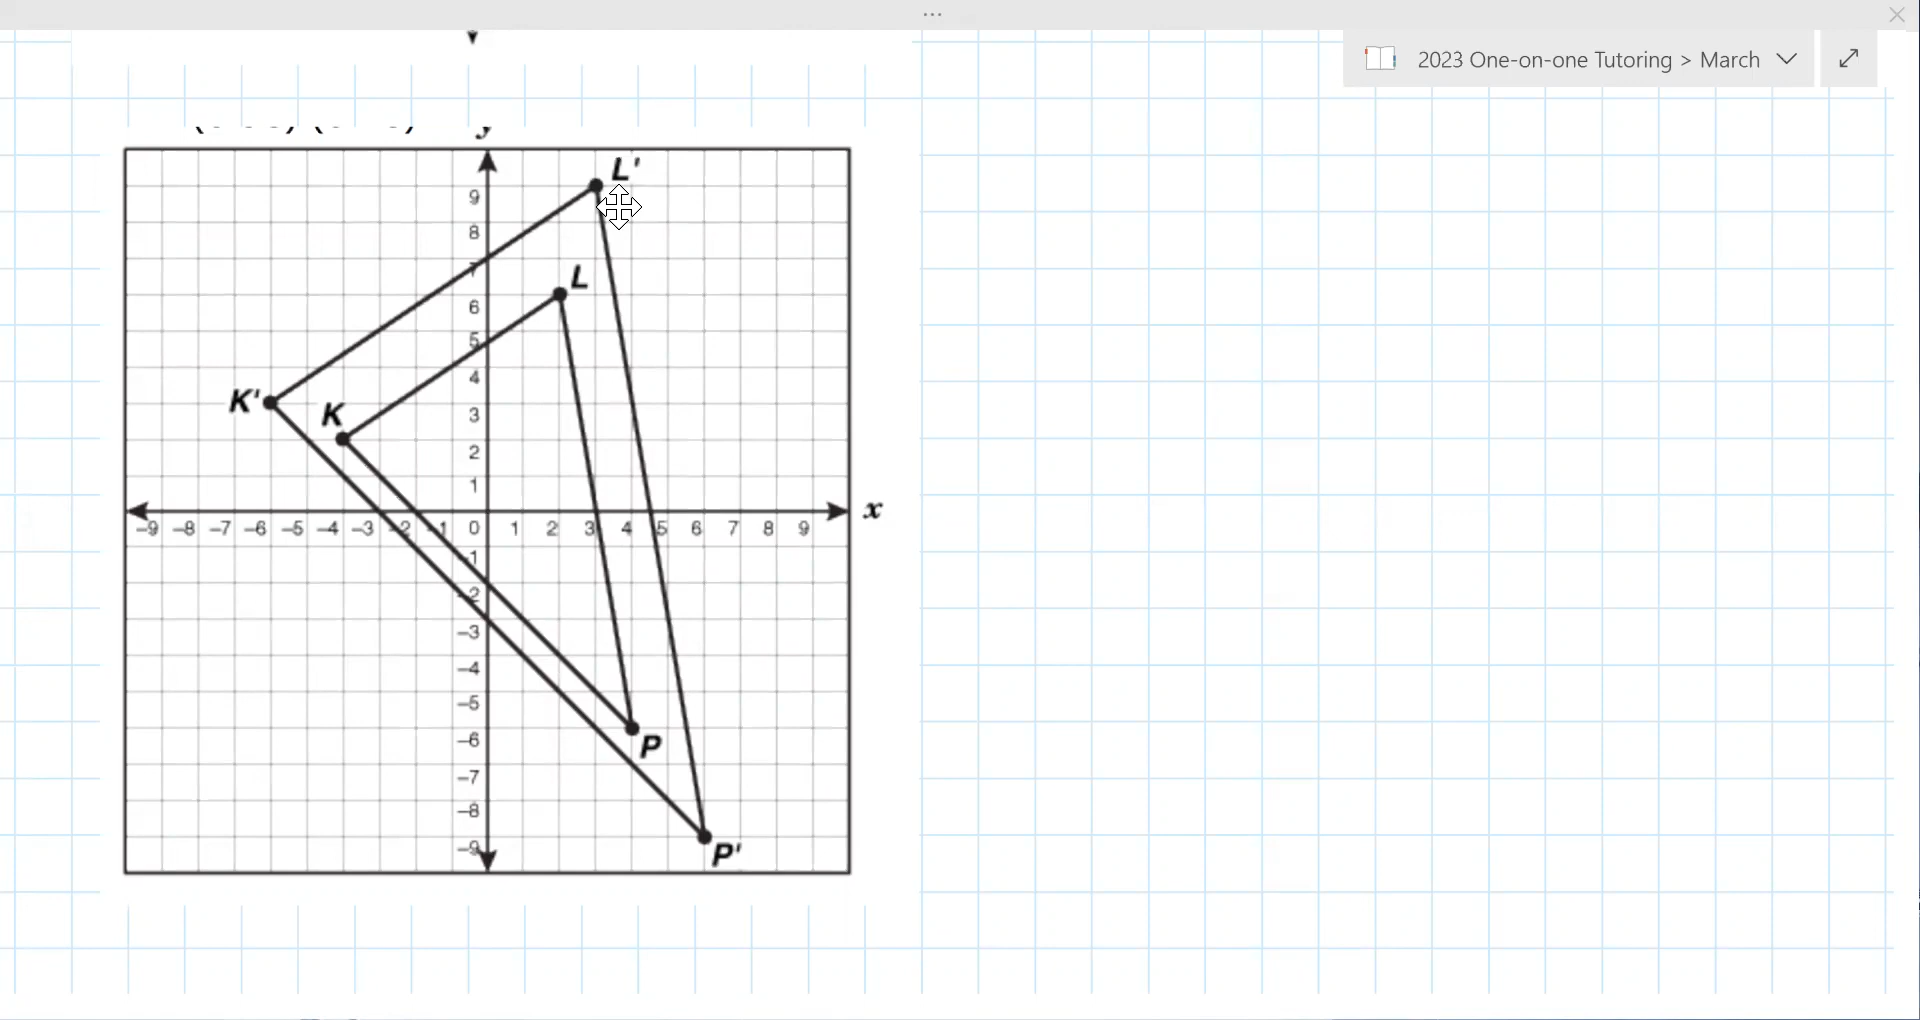 ...
2023 One-on-one Tutoring > March
y
L'
9
8
7
L
6
5
4
K'
K
3
2
1
x
-9 -8 -7 -6 -5 -4 -3 -2 -1 0 1 2 3 4 5 6 7 8 9
-1
-2
-3
-4
-5
-6
P
-7
-8
-9
P'